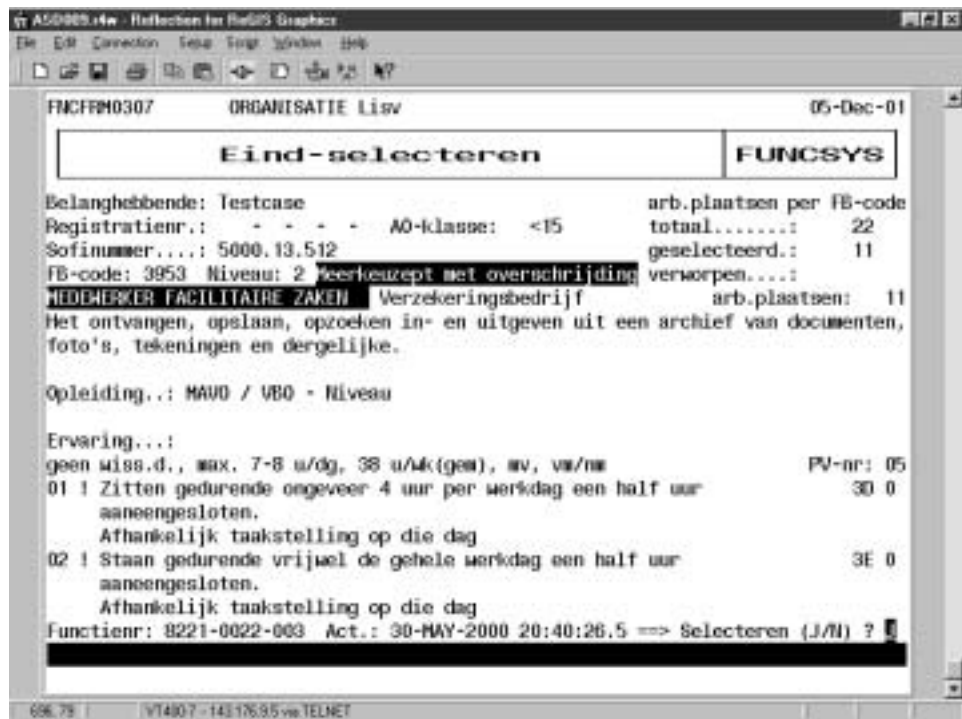 ASD009.r4w - Reflection for ReGIS Graphics
File Edit Connection Setup Script Window Help
FNCFRM0307 ORGANISATIE Lisv 05-Dec-01
Eind-selecteren FUNCSYS
Belanghebbende: Testcase arb.plaatsen per FB-code
Registratienr.: - - - - AO-klasse: <15 totaal.......: 22
Sofinummer....: 5000.13.512 geselecteerd.: 11
FB-code: 3953 Niveau: 2 Meerkeuzept met overschrijding verworpen....:
MEDEWERKER FACILITAIRE ZAKEN Verzekeringsbedrijf arb.plaatsen: 11
Het ontvangen, opslaan, opzoeken in- en uitgeven uit een archief van documenten,
foto's, tekeningen en dergelijke.
Opleiding..: MAVO / VBO - Niveau
Ervaring...:
geen wiss.d., max. 7-8 u/dg, 38 u/wk(gem), mv, vm/nm PV-nr: 05
01 ! Zitten gedurende ongeveer 4 uur per werkdag een half uur 3D 0
aaneengesloten.
Afhankelijk taakstelling op die dag
02 ! Staan gedurende vrijwel de gehele werkdag een half uur 3E 0
aaneengesloten.
Afhankelijk taakstelling op die dag
Functienr: 8221-0022-003 Act.: 30-MAY-2000 20:40:26.5 ==> Selecteren (J/N) ? J
696, 79 VT400-7 - 143.176.9.5 via TELNET